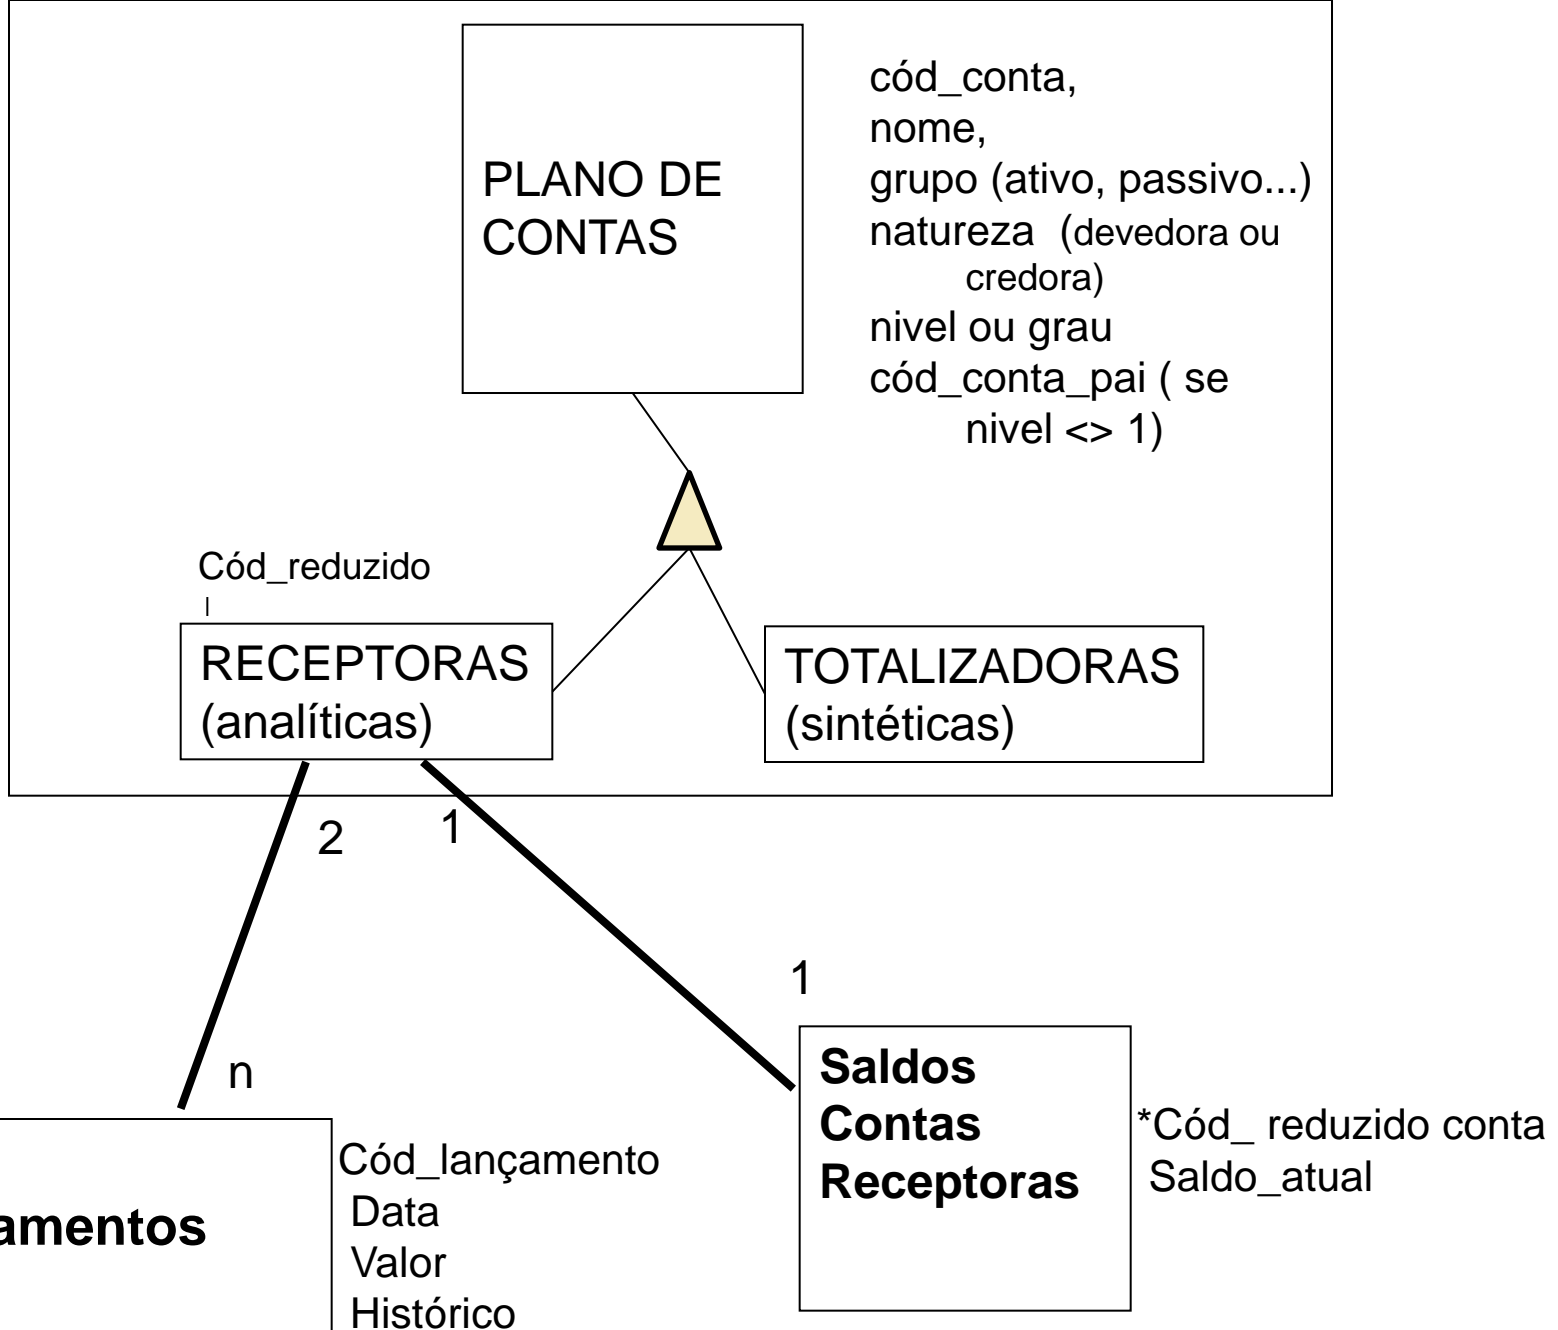 PLANO DE
CONTAS
cód_conta,
nome,
grupo (ativo, passivo...)
natureza (devedora ou
credora)
nivel ou grau
cód_conta_pai ( se
nivel <> 1)
Cód_reduzido
RECEPTORAS
(analíticas)
TOTALIZADORAS
(sintéticas)
2
1
n
1
amentos
Cód_lançamento
Data
Valor
Histórico
Saldos
Contas
Receptoras
*Cód_ reduzido conta
Saldo_atual